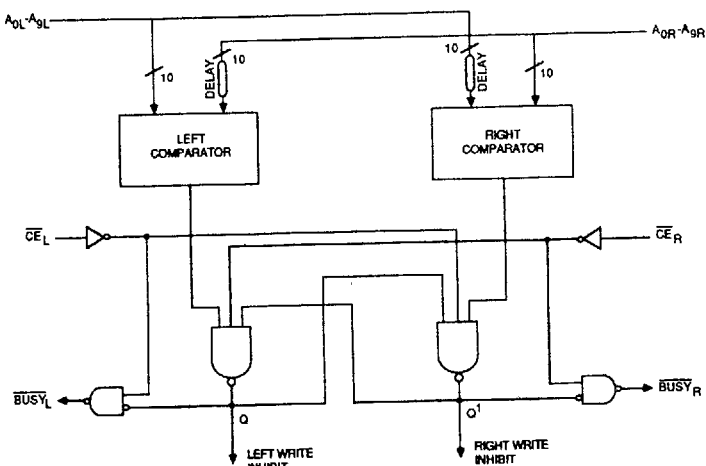 A0L-A9L
A0R-A9R
10
10
DELAY
10
DELAY
10
LEFT
COMPARATOR
RIGHT
COMPARATOR
CEL
CER
BUSYL
BUSYR
Q
Q1
LEFT WRITE
INHIBIT
RIGHT WRITE
INHIBIT